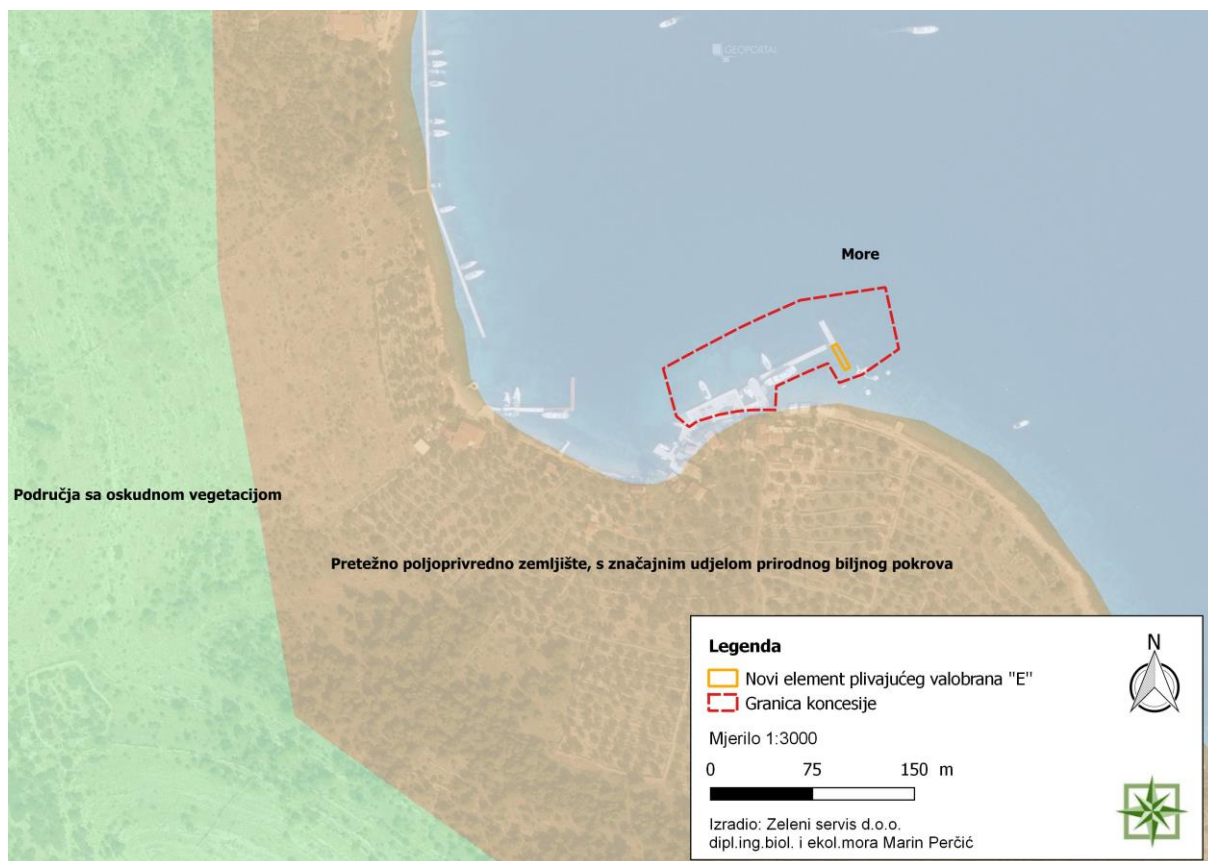 GEOPORTAL
More
Područja sa oskudnom vegetacijom
Pretežno poljoprivredno zemljište, s značajnim udjelom prirodnog biljnog pokrova
Legenda
N
Novi element plivajućeg valobrana "E"
Granica koncesije
Mjerilo 1:3000
0 75 150 m
Izradio: Zeleni servis d.o.o.
dipl.ing.biol. i ekol.mora Marin Perčić